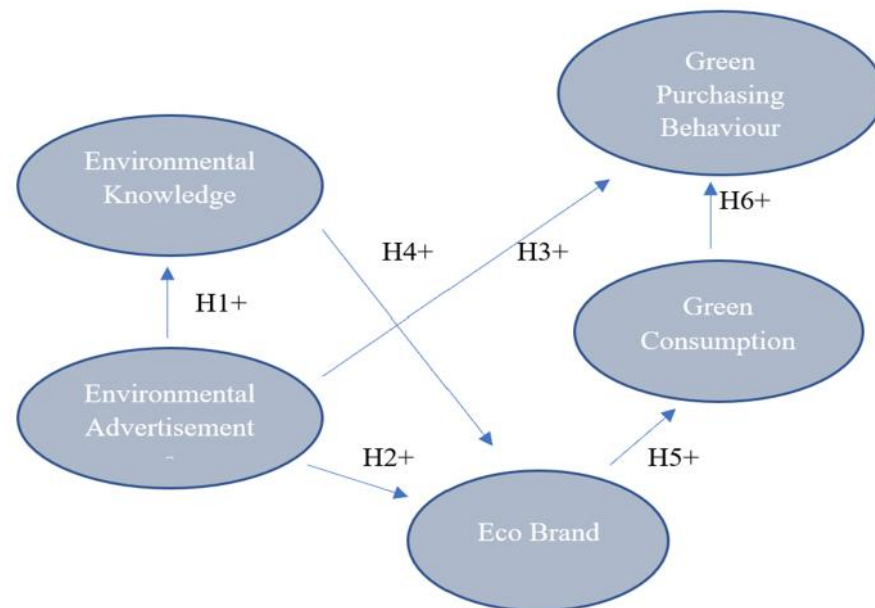 Green
Purchasing
Behaviour
Environmental
Knowledge
H6+
H4+
H3+
H1+
Green
Consumption
Environmental
Advertisement
H2+
H5+
Eco Brand